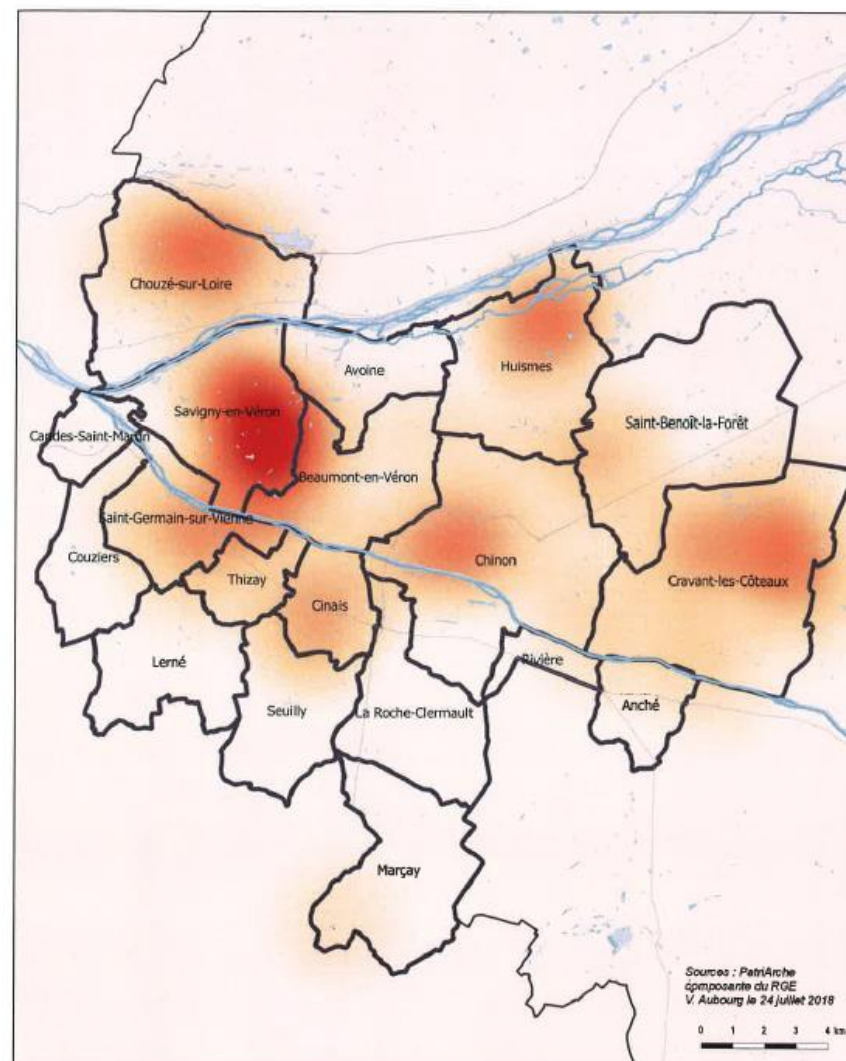 Chouzé-sur-Loire
Avoine
Huismes
Savigny-en-Véron
Saint-Benoît-la-Forêt
Candes-Saint-Martin
Beaumont-en-Véron
Saint-Germain-sur-Vienne
Couziers
Chinon
Thizay
Cravant-les-Côteaux
Cinais
Lerné
Rivière
Seuilly
La Roche-Clermault
Anché
Marçay
Sources : PatriArche
composante du RGE
V. Aubourg le 24 juillet 2018
0 1 2 3 4 km